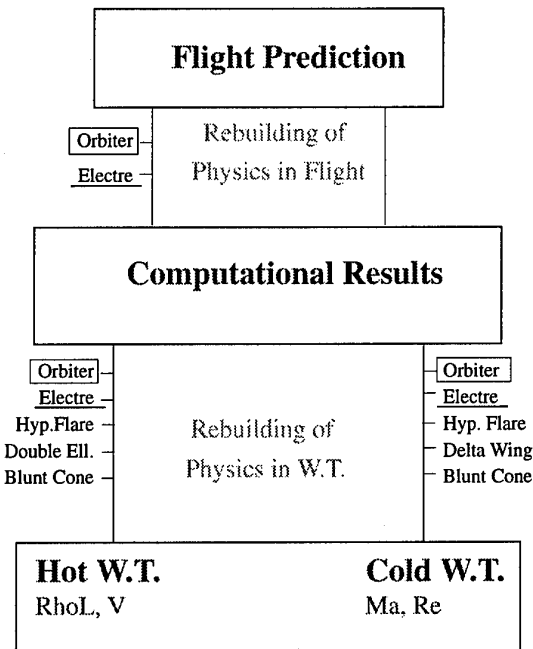 Flight Prediction
Orbiter
Electre
Rebuilding of
Physics in Flight
Computational Results
Orbiter
Electre
Hyp.Flare
Double Ell.
Blunt Cone
Rebuilding of
Physics in W.T.
Orbiter
Electre
Hyp. Flare
Delta Wing
Blunt Cone
Hot W.T.
RhoL, V
Cold W.T.
Ma, Re